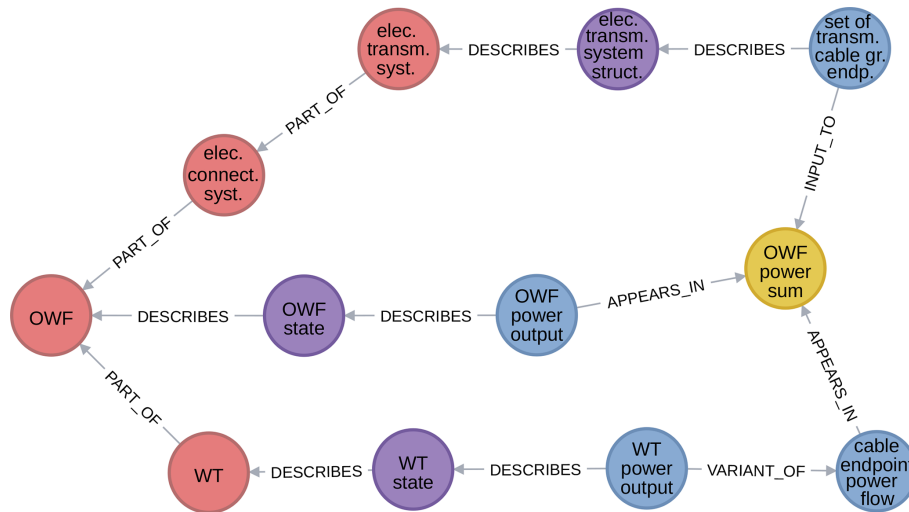 elec.
transm.
syst.
DESCRIBES
elec.
transm.
system
struct.
DESCRIBES
set of
transm.
cable gr.
endp.
PART_OF
INPUT_TO
elec.
connect.
syst.
PART_OF
OWF
power
sum
OWF
DESCRIBES
OWF
state
DESCRIBES
OWF
power
output
APPEARS_IN
APPEARS_IN
PART_OF
WT
DESCRIBES
WT
state
DESCRIBES
WT
power
output
VARIANT_OF
cable
endpoint
power
flow